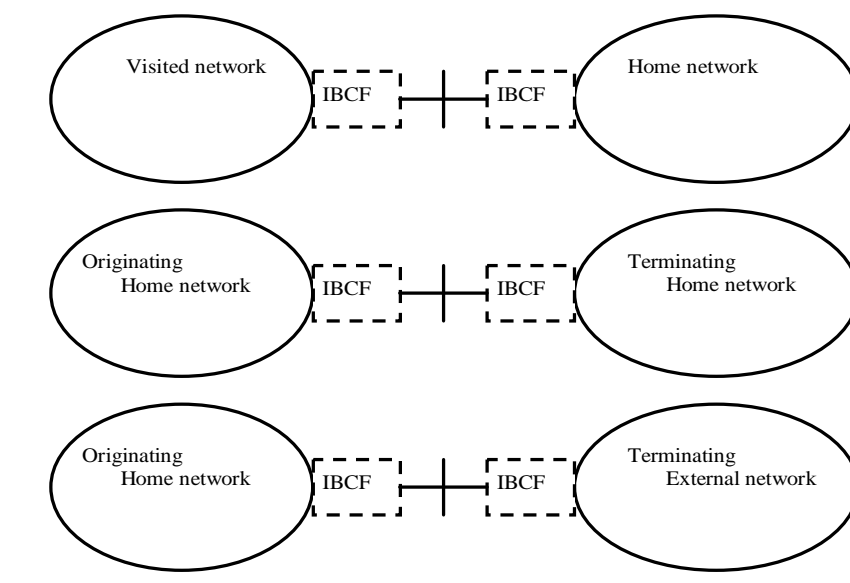 Visited network
IBCF
IBCF
Home network
Originating
Home network
IBCF
IBCF
Terminating
Home network
Originating
Home network
IBCF
IBCF
Terminating
External network